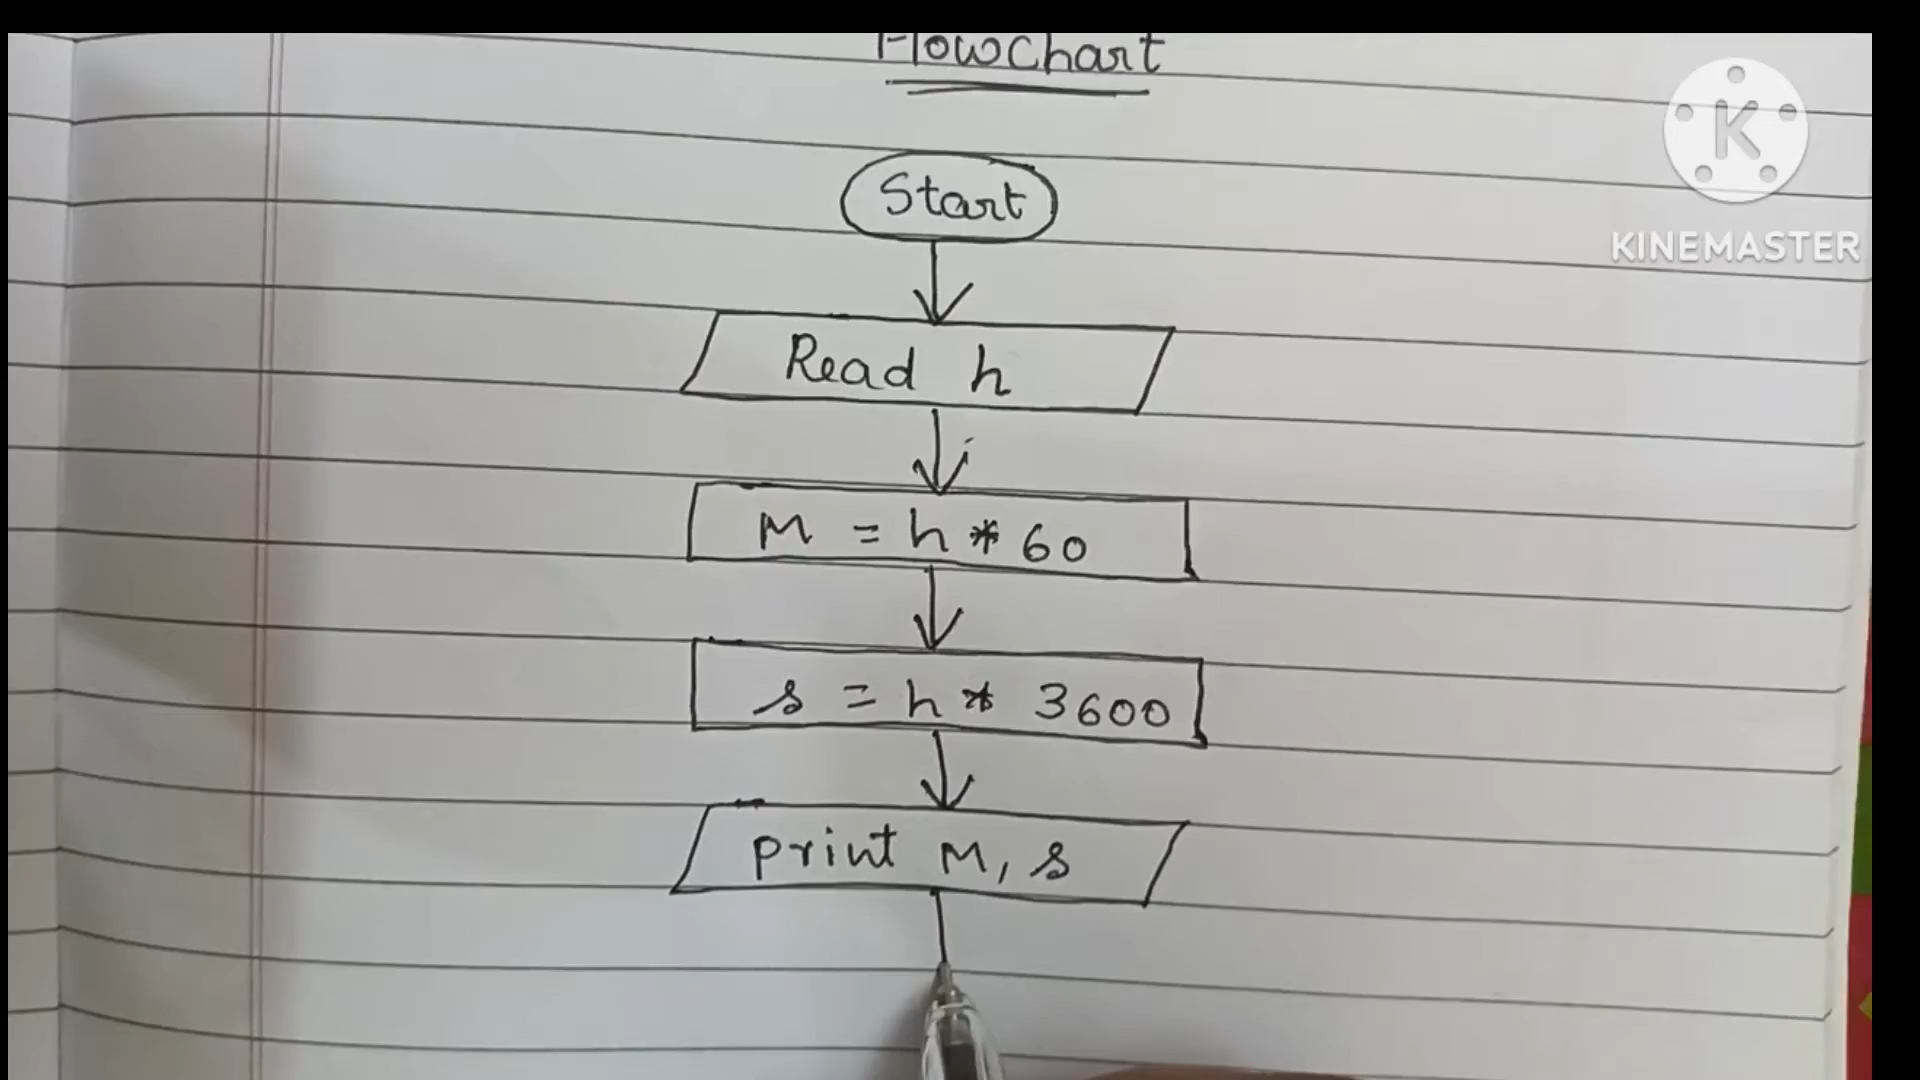 Flowchart
K
KINEMASTER
Start
Read h
M = h * 60
s = h * 3600
print M, s